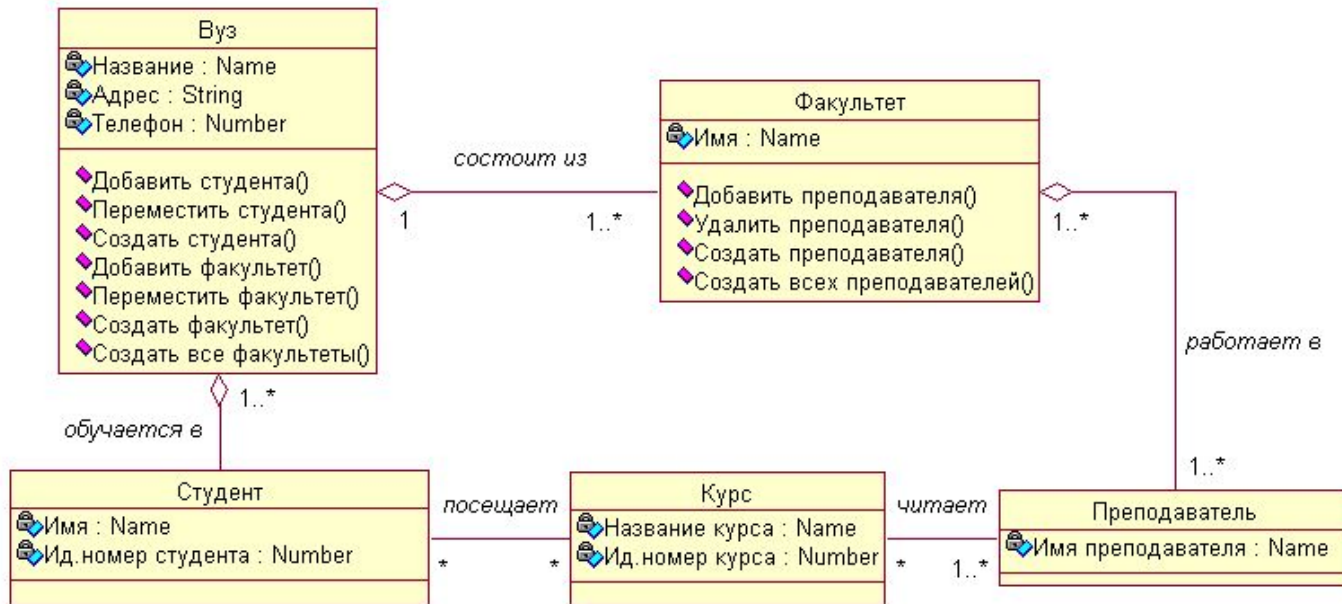 Вуз
Название : Name
Адрес : String
Телефон : Number
Добавить студента()
Переместить студента()
Создать студента()
Добавить факультет()
Переместить факультет()
Создать факультет()
Создать все факультеты()
состоит из
1
1..*
Факультет
Имя : Name
Добавить преподавателя()
Удалить преподавателя()
Создать преподавателя()
Создать всех преподавателей()
1..*
работает в
1..*
1..*
обучается в
Студент
Имя : Name
Ид.номер студента : Number
посещает
*
*
Курс
Название курса : Name
Ид.номер курса : Number
читает
*
1..*
Преподаватель
Имя преподавателя : Name